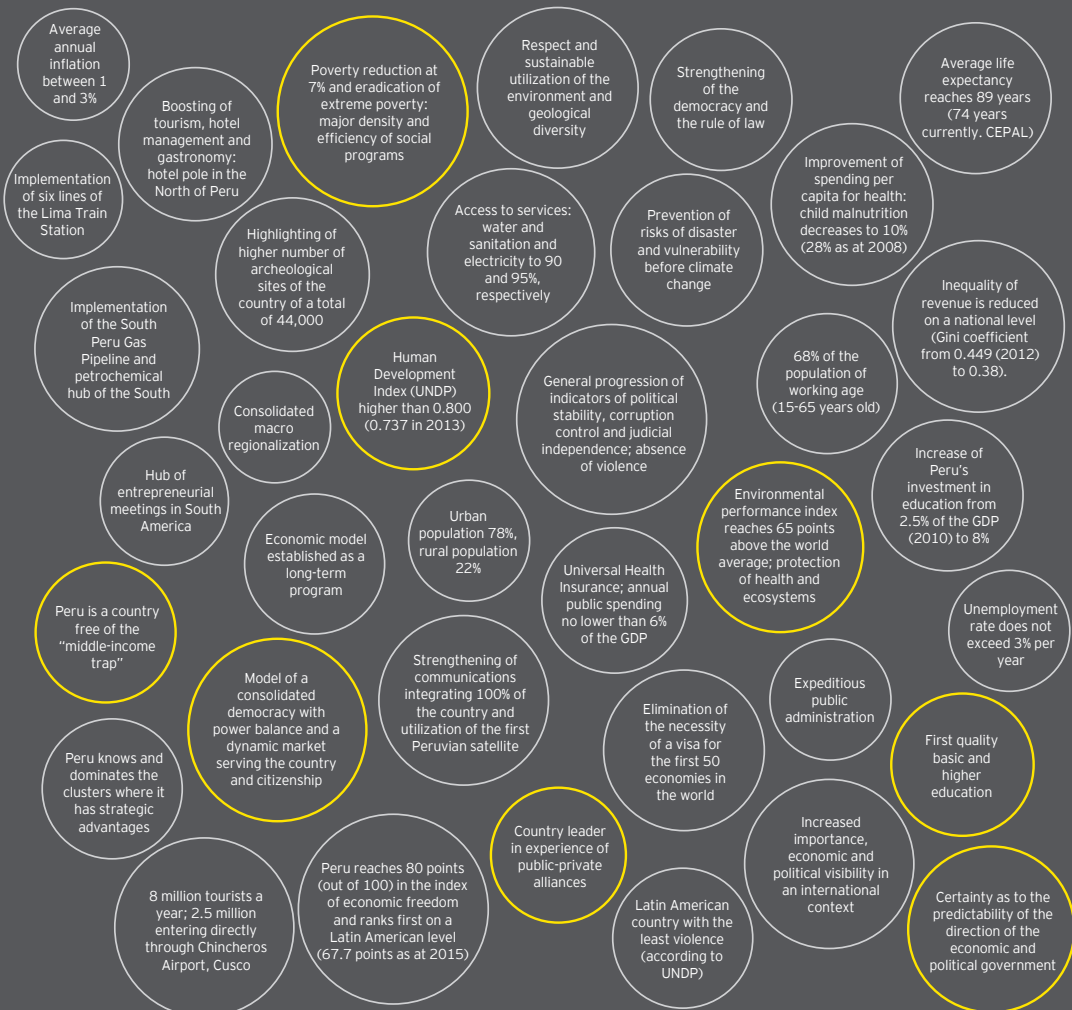 Average
annual
inflation
between 1
and 3%
Boosting of
tourism, hotel
management and
gastronomy:
hotel pole in the
North of Peru
Poverty reduction at
7% and eradication of
extreme poverty:
major density and
efficiency of social
programs
Respect and
sustainable
utilization of the
environment and
geological
diversity
Strengthening
of the
democracy and
the rule of law
Average life
expectancy
reaches 89 years
(74 years
currently. CEPAL)
Implementation
of six lines of
the Lima Train
Station
Highlighting of
higher number of
archeological
sites of the
country of a total
of 44,000
Access to services:
water and
sanitation and
electricity to 90
and 95%,
respectively
Prevention of
risks of disaster
and vulnerability
before climate
change
Improvement of
spending per
capita for health:
child malnutrition
decreases to 10%
(28% as at 2008)
Implementation
of the South
Peru Gas
Pipeline and
petrochemical
hub of the South
Human
Development
Index (UNDP)
higher than 0.800
(0.737 in 2013)
General progression of
indicators of political
stability, corruption
control and judicial
independence; absence
of violence
68% of the
population of
working age
(15-65 years old)
Inequality of
revenue is reduced
on a national level
(Gini coefficient
from 0.449 (2012)
to 0.38).
Consolidated
macro
regionalization
Hub of
entrepreneurial
meetings in South
America
Economic model
established as a
long-term
program
Urban
population 78%,
rural population
22%
Universal Health
Insurance; annual
public spending
no lower than 6%
of the GDP
Environmental
performance index
reaches 65 points
above the world
average; protection
of health and
ecosystems
Increase of
Peru's
investment in
education from
2.5% of the GDP
(2010) to 8%
Peru is a country
free of the
“middle-income
trap”
Model of a
consolidated
democracy with
power balance and a
dynamic market
serving the country
and citizenship
Strengthening of
communications
integrating 100% of
the country and
utilization of the first
Peruvian satellite
Elimination of
the necessity
of a visa for
the first 50
economies in
the world
Expeditious
public
administration
Unemployment
rate does not
exceed 3% per
year
Peru knows and
dominates the
clusters where it
has strategic
advantages
First quality
basic and
higher
education
8 million tourists a
year; 2.5 million
entering directly
through Chincheros
Airport, Cusco
Peru reaches 80 points
(out of 100) in the index
of economic freedom
and ranks first on a
Latin American level
(67.7 points as at 2015)
Country leader
in experience of
public-private
alliances
Latin American
country with the
least violence
(according to
UNDP)
Increased
importance,
economic and
political visibility in
an international
context
Certainty as to the
predictability of the
direction of the
economic and
political government